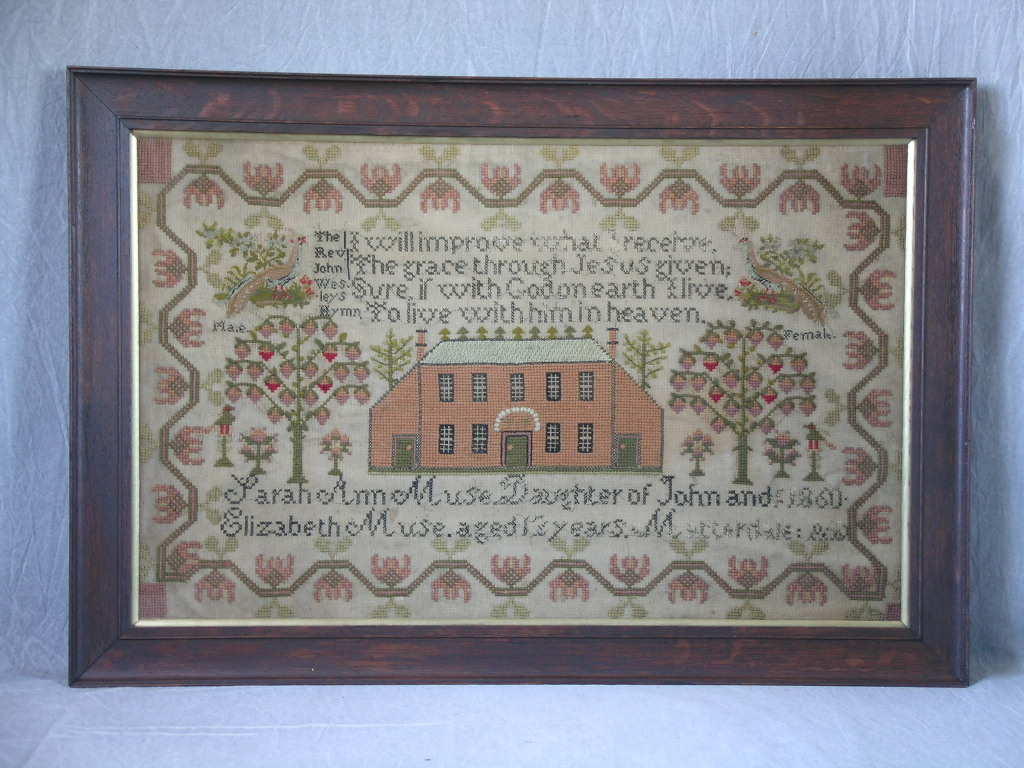 The
Rev
John
Wes-
leys
Hymn
I will improve what I receive,
The grace through Jesus given;
Sure, if with God on earth I live,
To live with him in heaven.
Male
Female
Sarah Ann Muse, Daughter of John and
1860
Elizabeth Muse, aged years. Matterdale: